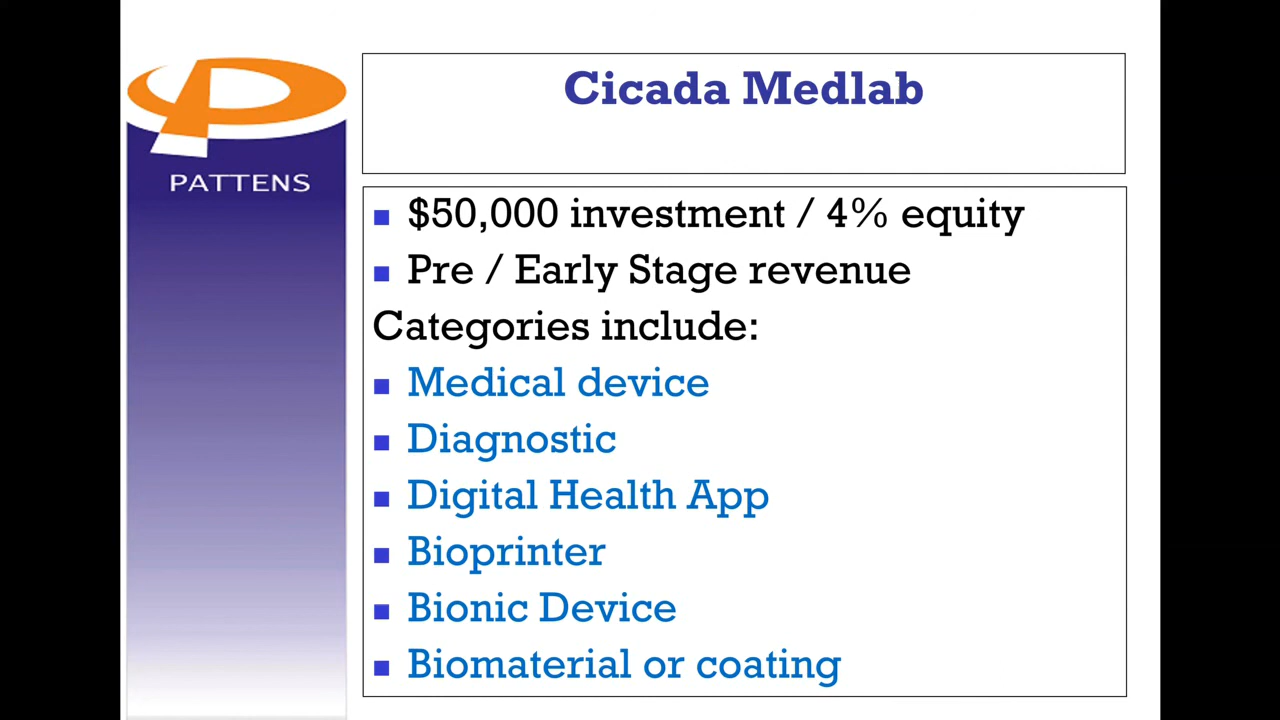 PATTENS
Cicada Medlab
$50,000 investment / 4% equity
Pre / Early Stage revenue
Categories include:
Medical device
Diagnostic
Digital Health App
Bioprinter
Bionic Device
Biomaterial or coating